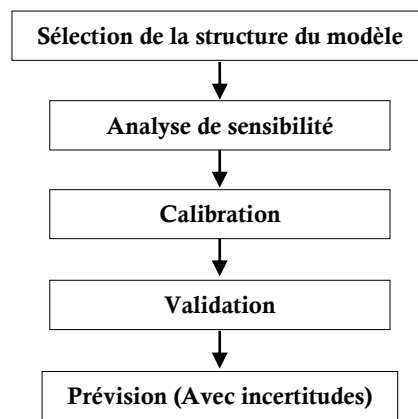 Sélection de la structure du modèle
Analyse de sensibilité
Calibration
Validation
Prévision (Avec incertitudes)